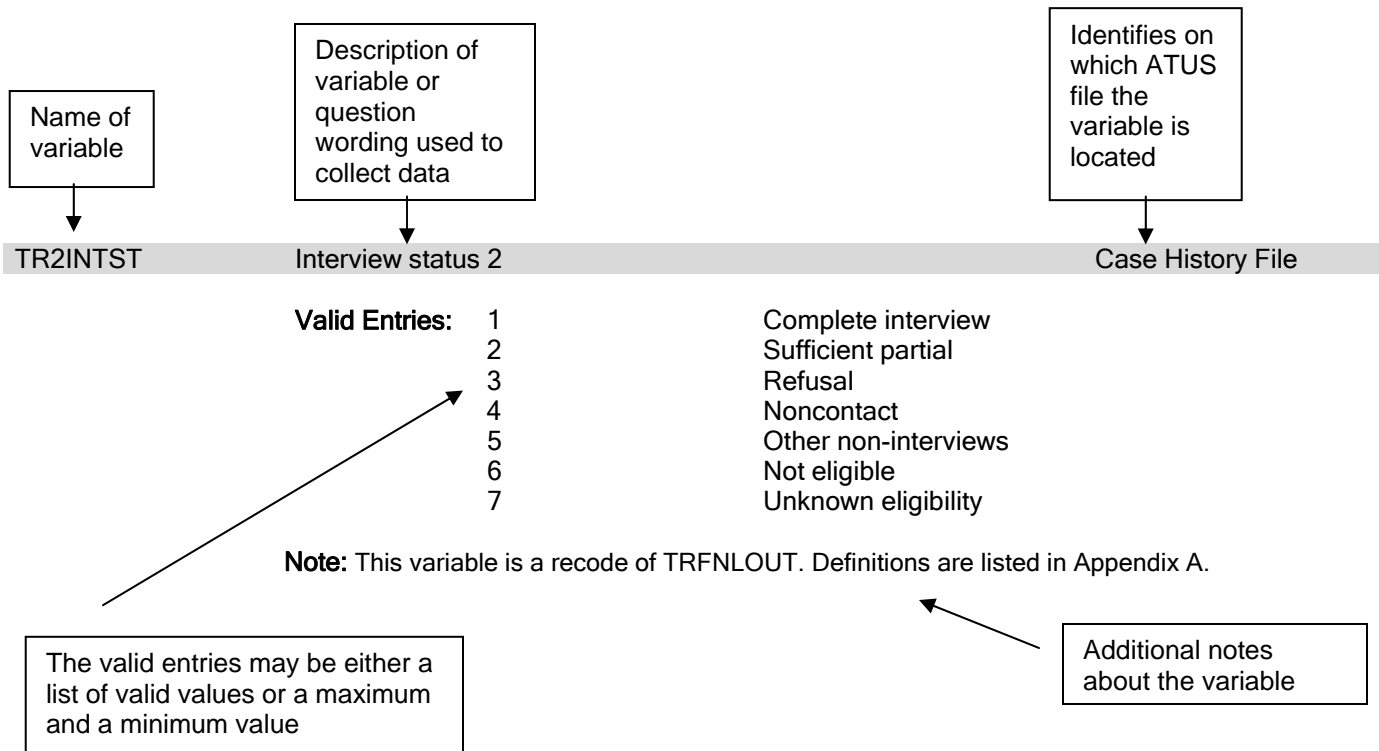 Name of
variable
Description of
variable or
question
wording used to
collect data
Identifies on
which ATUS
file the
variable is
located
TR2INTST Interview status 2 Case History File
Valid Entries: 1 Complete interview
2 Sufficient partial
3 Refusal
4 Noncontact
5 Other non-interviews
6 Not eligible
7 Unknown eligibility
Note: This variable is a recode of TRFNLOUT. Definitions are listed in Appendix A.
The valid entries may be either a
list of valid values or a maximum
and a minimum value
Additional notes
about the variable